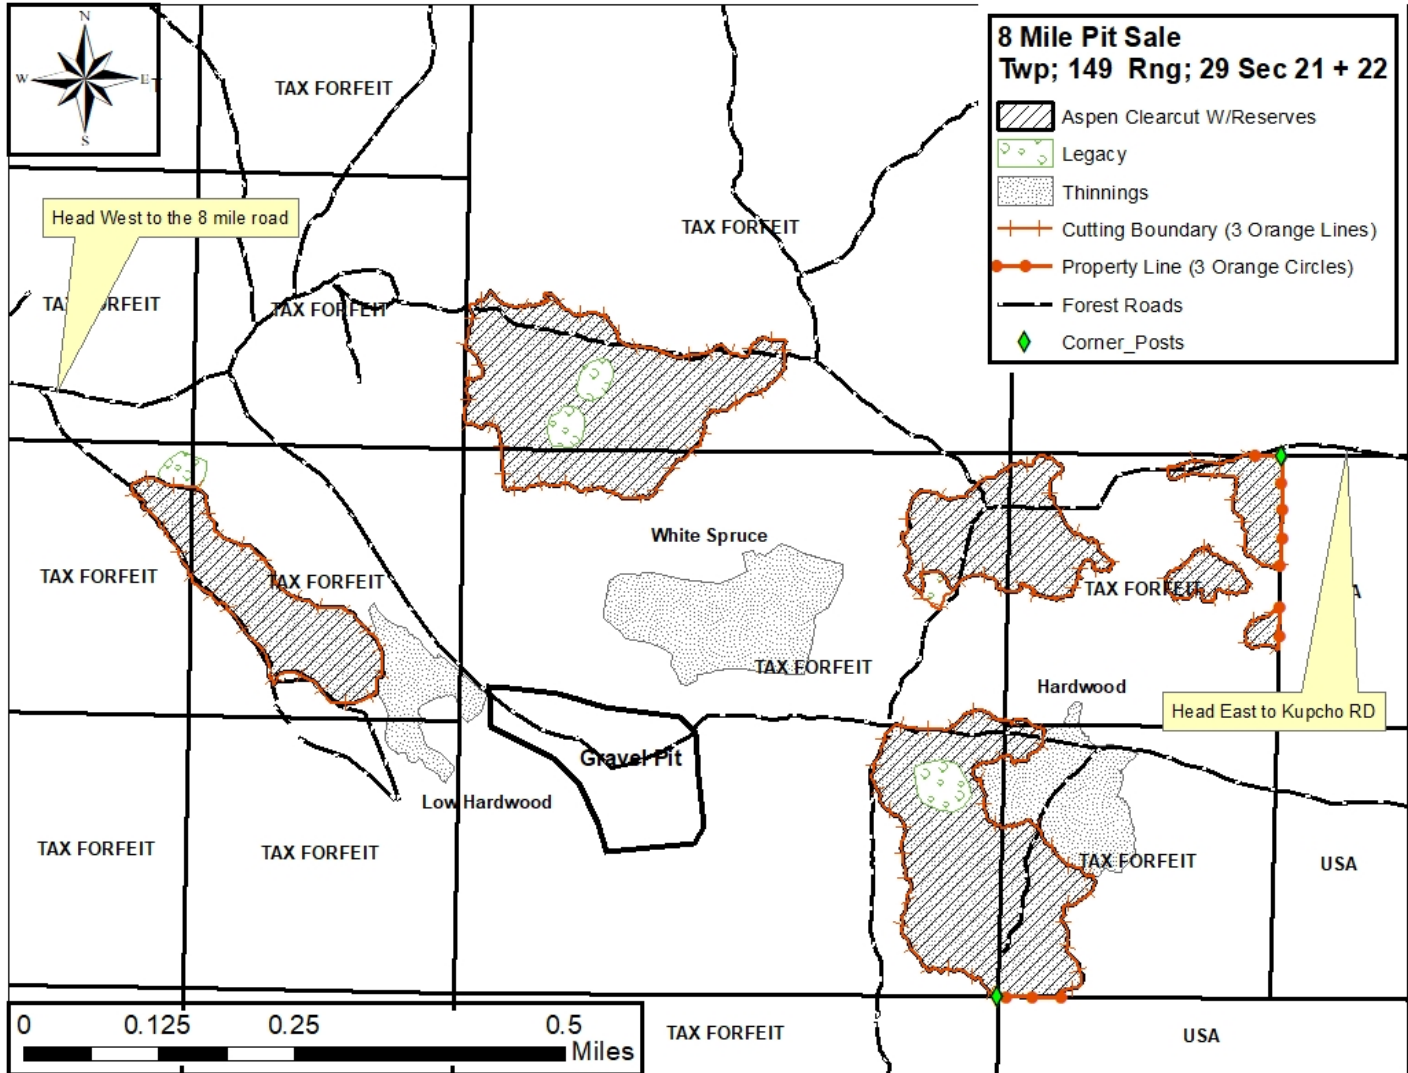 N
W
E
S
8 Mile Pit Sale
Twp; 149 Rng; 29 Sec 21 + 22
Aspen Clearcut W/Reserves
Legacy
Thinnings
Cutting Boundary (3 Orange Lines)
Property Line (3 Orange Circles)
Forest Roads
Corner_Posts
TAX FORFEIT
Head West to the 8 mile road
TAX FORFEIT
TAX FORFEIT
TAX FORFEIT
White Spruce
TAX FORFEIT
TAX FORFEIT
TAX FORFEIT
A
TAX FORFEIT
Hardwood
Head East to Kupcho RD
Gravel Pit
Low Hardwood
TAX FORFEIT
TAX FORFEIT
TAX FORFEIT
USA
0 0.125 0.25 0.5
Miles
TAX FORFEIT
USA